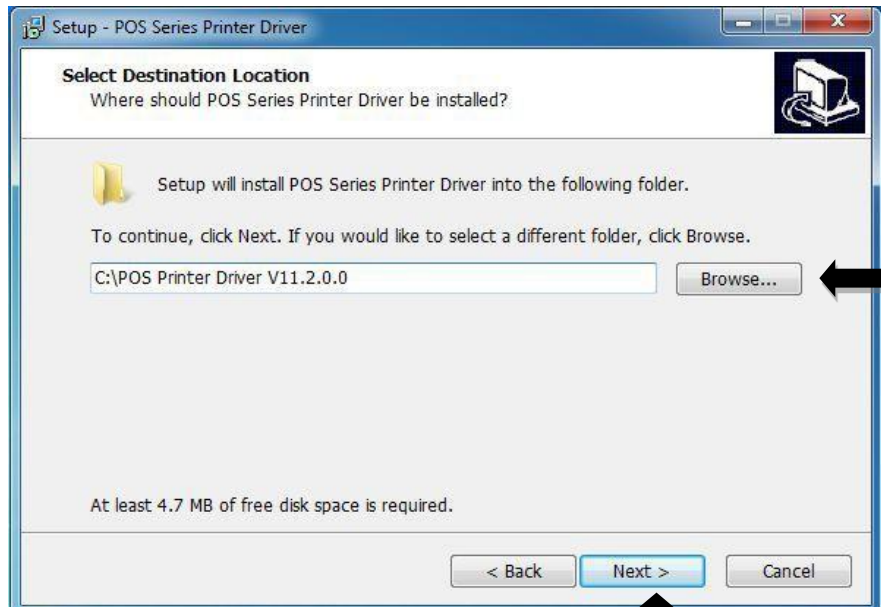 Setup - POS Series Printer Driver
Select Destination Location
Where should POS Series Printer Driver be installed?
Setup will install POS Series Printer Driver into the following folder.
To continue, click Next. If you would like to select a different folder, click Browse.
C:\POS Printer Driver V11.2.0.0
Browse...
At least 4.7 MB of free disk space is required.
< Back
Next >
Cancel